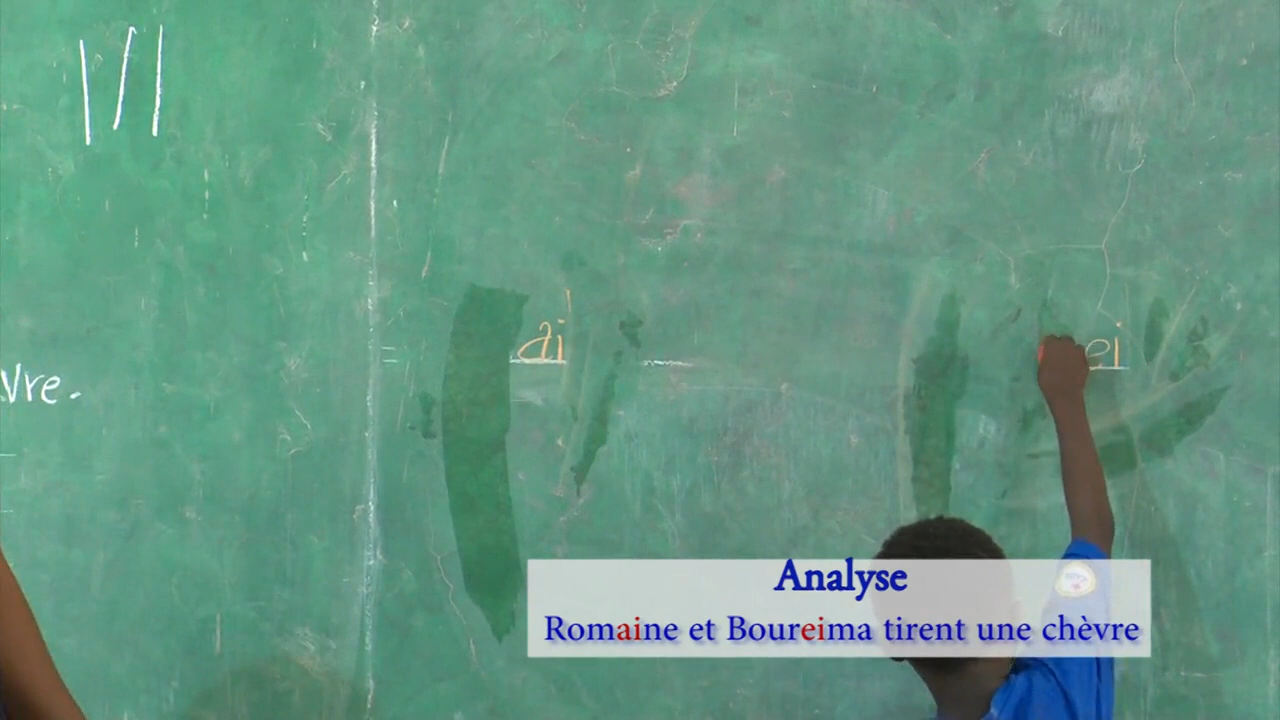 ai
ei
vre.
Analyse
Romaine et Boureima tirent une chèvre